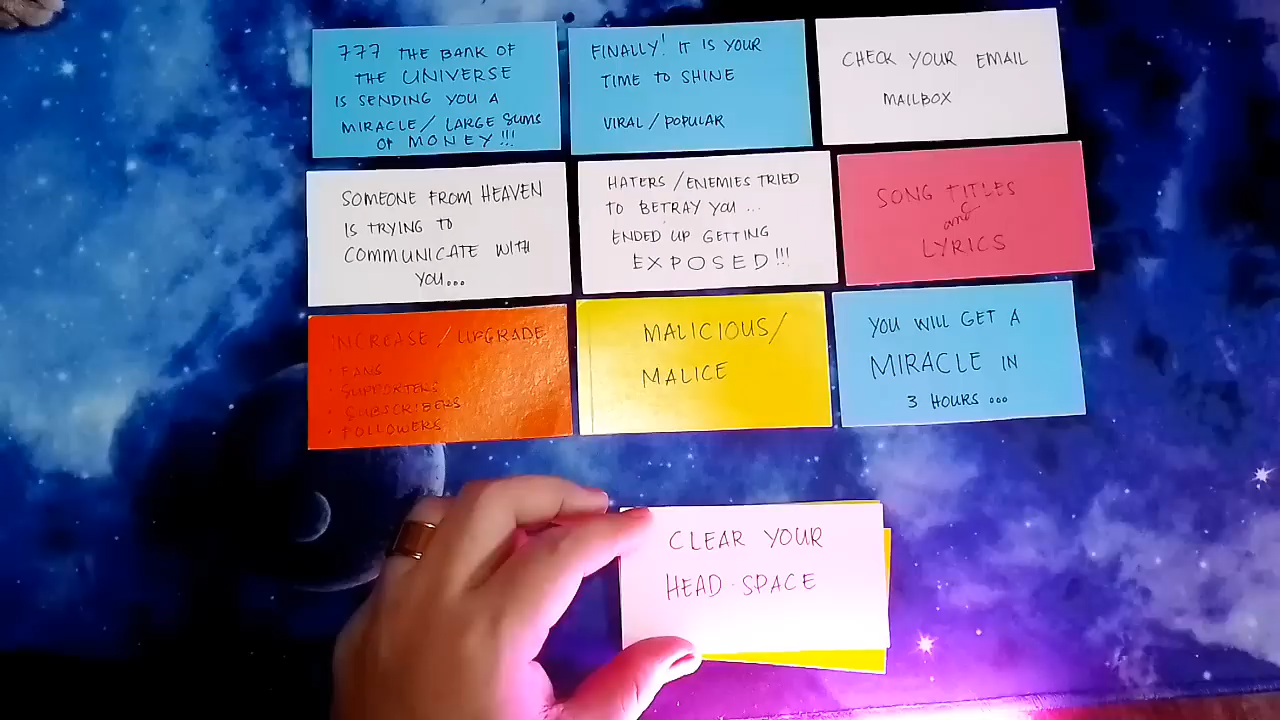 777 THE BANK OF
THE UNIVERSE
IS SENDING YOU A
MIRACLE / LARGE SUMS
OF MONEY!!!
FINALLY! IT IS YOUR
TIME TO SHINE
VIRAL / POPULAR
CHECK YOUR EMAIL
MAILBOX
SOMEONE FROM HEAVEN
IS TRYING TO
COMMUNICATE WITH
YOU...
HATERS / ENEMIES TRIED
TO BETRAY YOU ...
ENDED UP GETTING
EXPOSED!!!
SONG TITLES
and
LYRICS
INCREASE / UPGRADE
• FANS
• SUPPORTERS
• SUBSCRIBERS
• FOLLOWERS
MALICIOUS/
MALICE
YOU WILL GET A
MIRACLE IN
3 HOURS ...
CLEAR YOUR
HEAD-SPACE